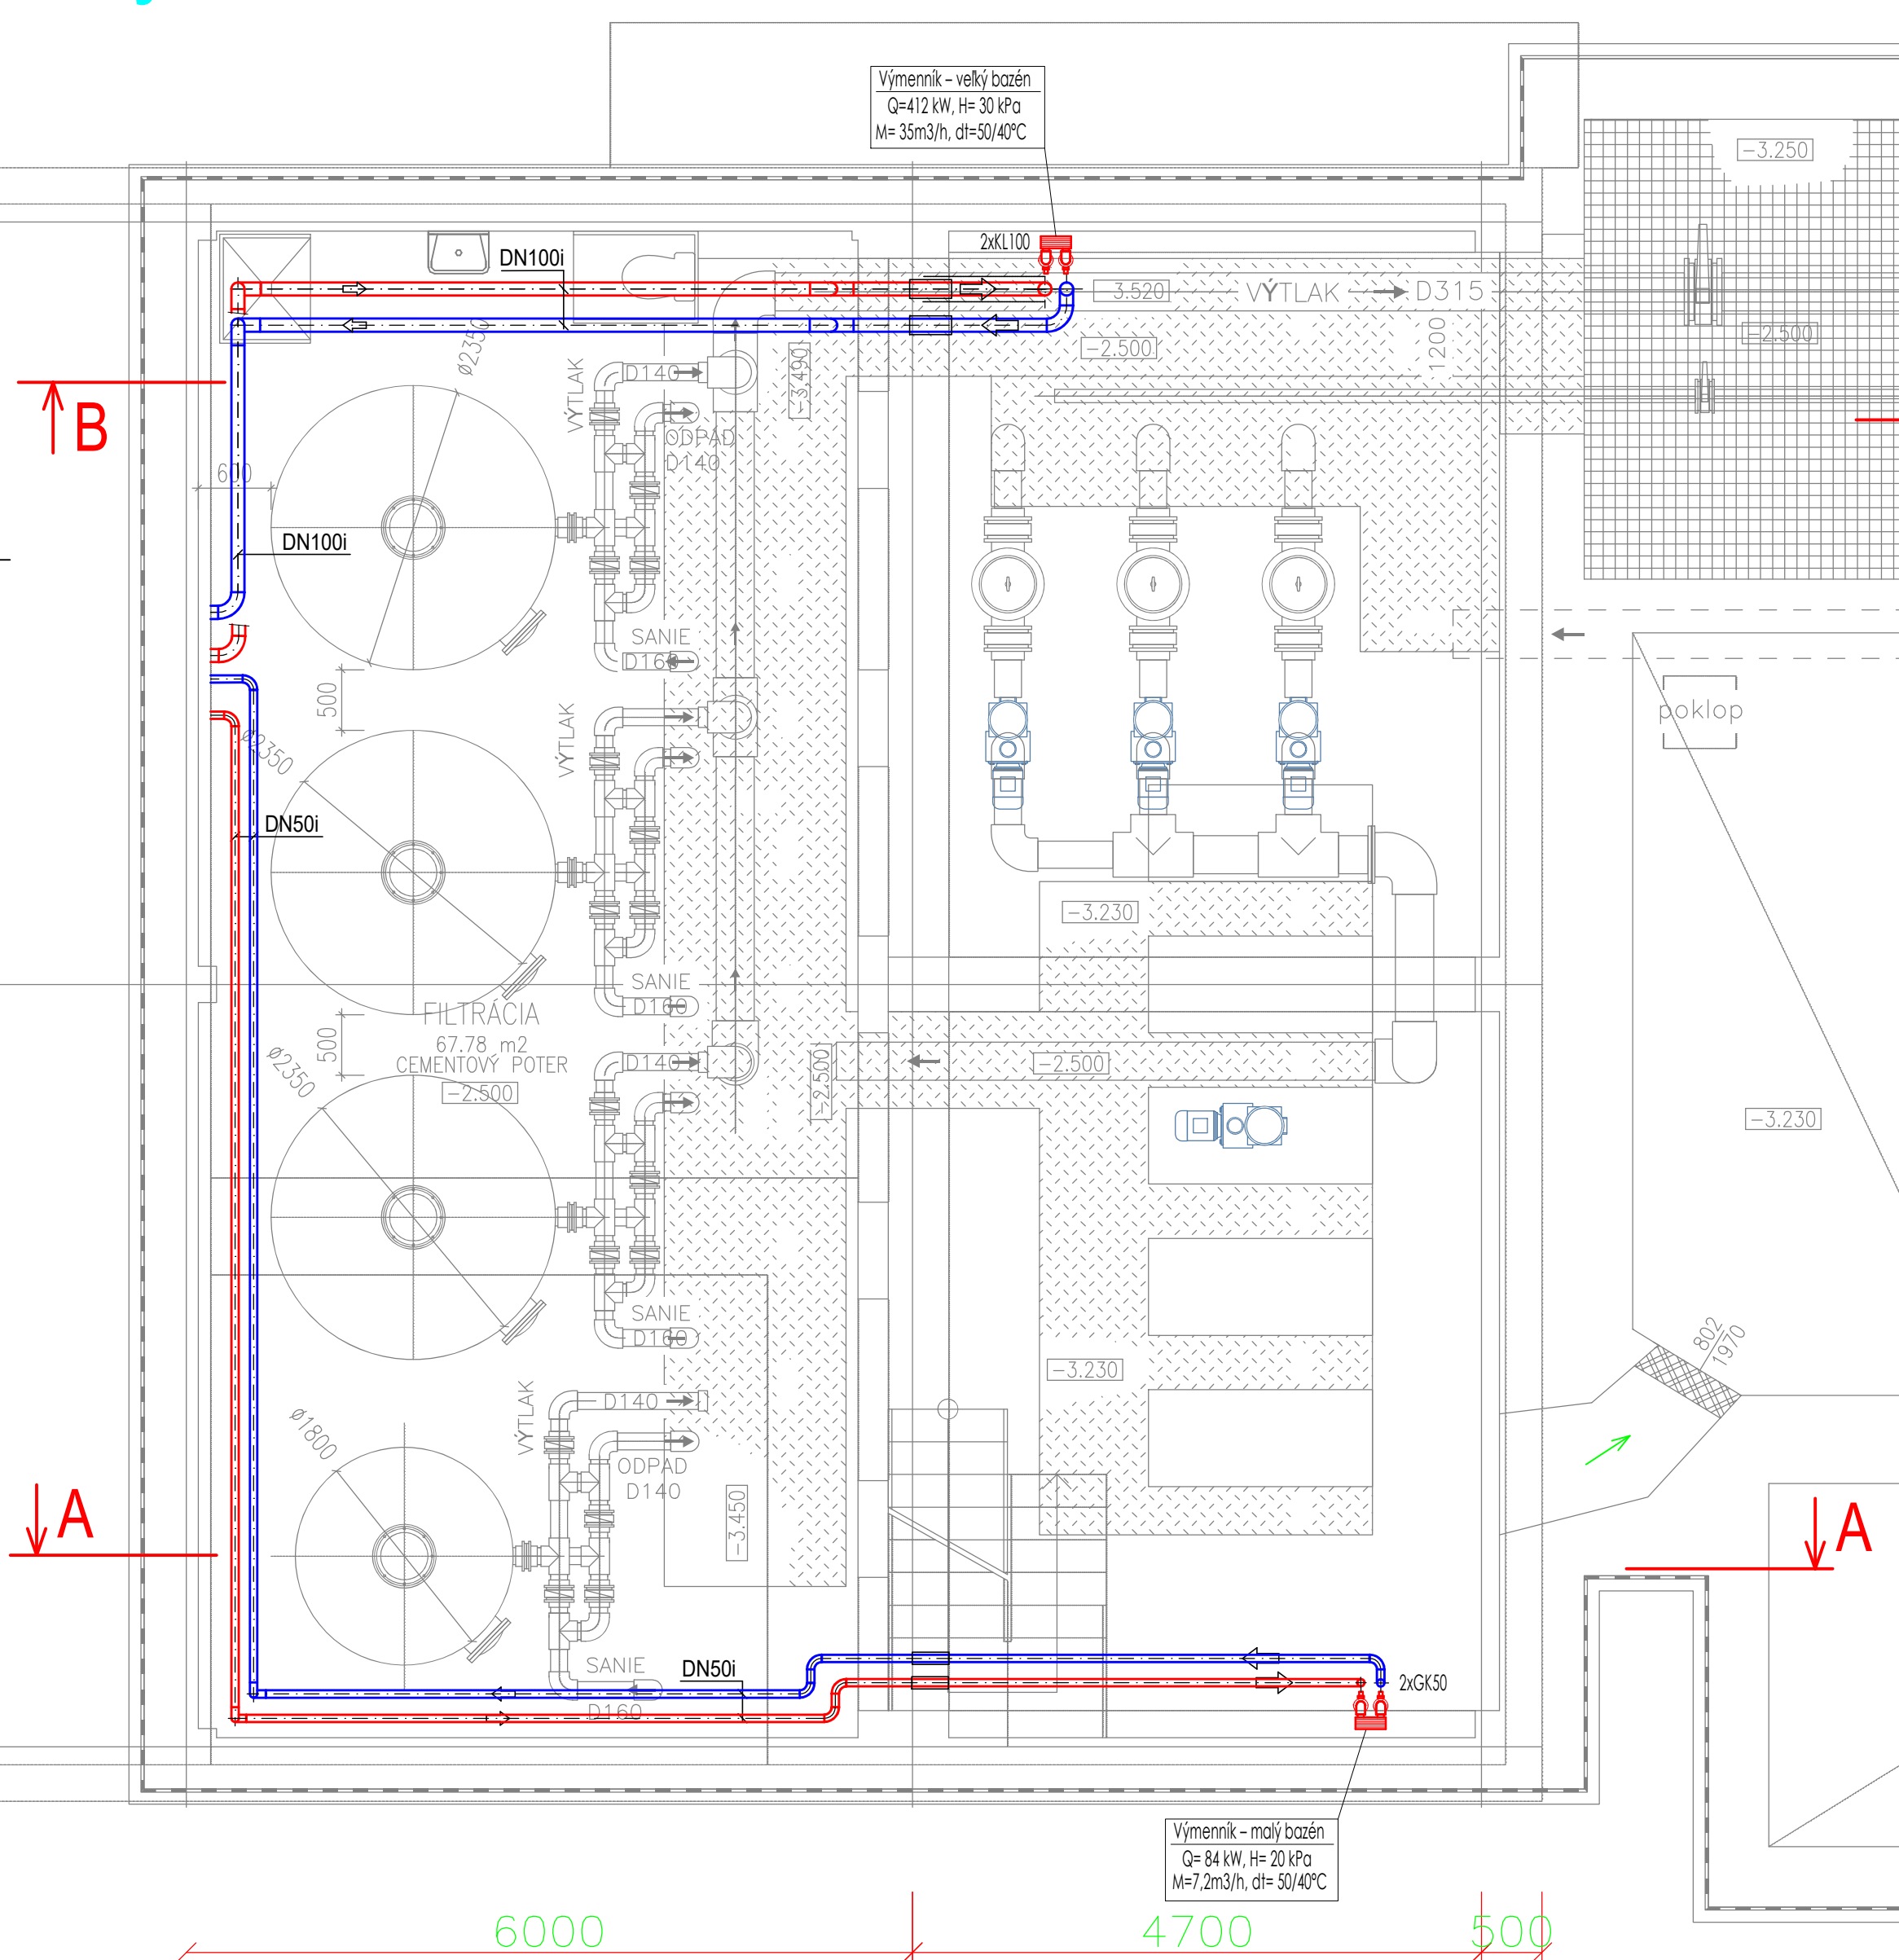 Výmenník – veľký bazén
Q=412 kW, H= 30 kPa
M= 35m3/h, dt=50/40°C
-3.250
2xKL100
DN100i
-3.520
VÝTLAK
D315
-2.500
-2.500
1200
ø2350
VÝTLAK
D140
-3.490
B
ODPAD
D140
600
DN100i
SANIE
D160
500
poklop
VÝTLAK
ø2350
DN50i
-3.230
SANIE
D160
FILTRÁCIA
67.78 m2
CEMENTOVÝ POTER
-2.500
500
ø2350
D140
-2.500
-2.500
-3.230
SANIE
D160
802
1970
-3.230
VÝTLAK
D140
ø1800
ODPAD
D140
-3.450
A
A
SANIE
D160
DN50i
2xGK50
Výmenník – malý bazén
Q= 84 kW, H= 20 kPa
M=7,2m3/h, dt= 50/40°C
6000
4700
500